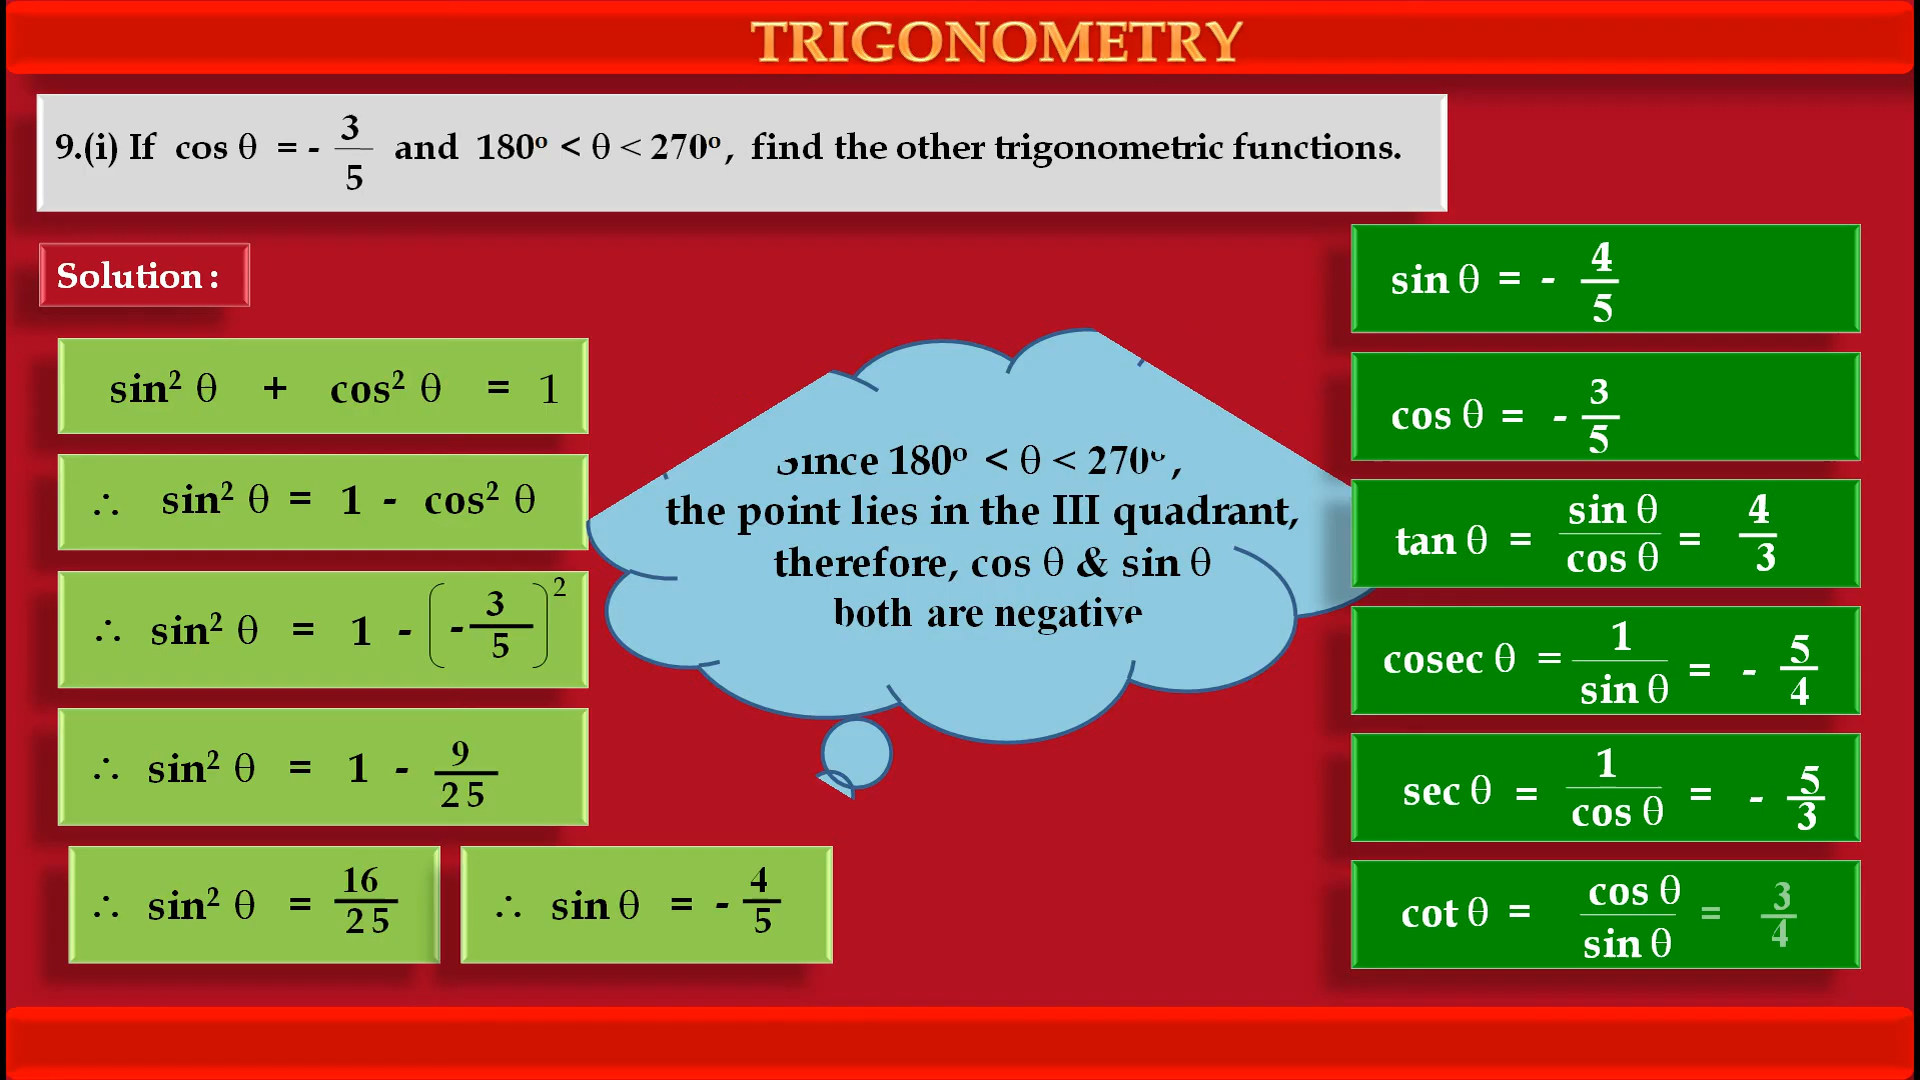 TRIGONOMETRY
9.(i) If cos θ = - 3/5 and 180º < θ < 270º, find the other trigonometric functions.
Solution :
sin² θ + cos² θ = 1
∴ sin² θ = 1 - cos² θ
∴ sin² θ = 1 - (- 3/5)²
∴ sin² θ = 1 - 9/25
∴ sin² θ = 16/25
∴ sin θ = - 4/5
Since 180º < θ < 270º,
the point lies in the III quadrant,
therefore, cos θ & sin θ
both are negative
sin θ = - 4/5
cos θ = - 3/5
tan θ = sin θ/cos θ = 4/3
cosec θ = 1/sin θ = - 5/4
sec θ = 1/cos θ = - 5/3
cot θ = cos θ/sin θ = 3/4